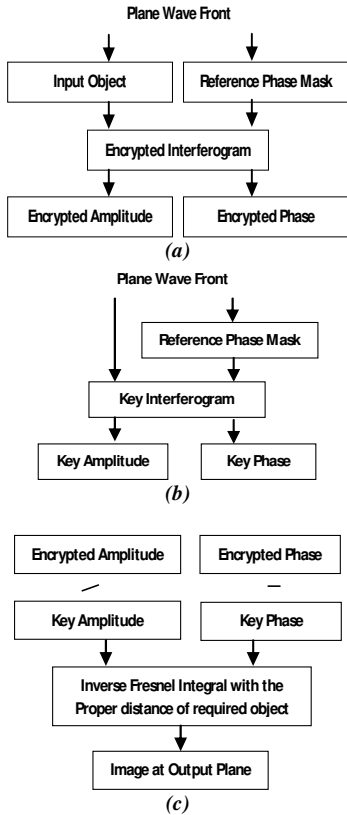 Plane Wave Front
Input Object
Reference Phase Mask
Encrypted Interferogram
Encrypted Amplitude
Encrypted Phase
(a)
Plane Wave Front
Reference Phase Mask
Key Interferogram
Key Amplitude
Key Phase
(b)
Encrypted Amplitude
Encrypted Phase
Key Amplitude
Key Phase
Inverse Fresnel Integral with the
Proper distance of required object
Image at Output Plane
(c)